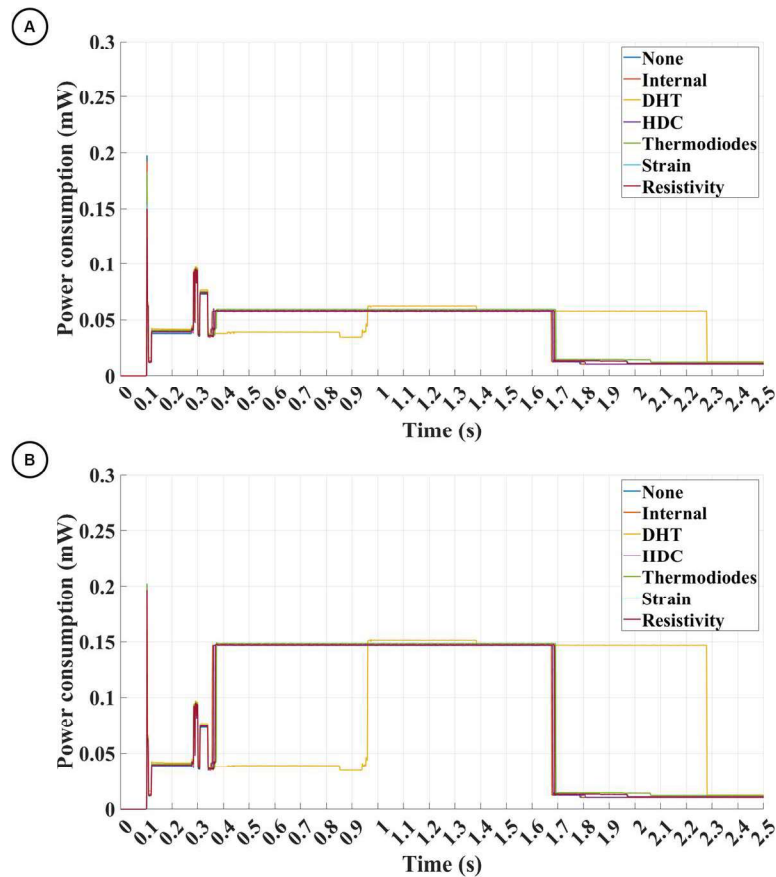 A
Power consumption (mW)
0.3
0.25
0.2
0.15
0.1
0.05
0
None
Internal
DHT
HDC
Thermodiodes
Strain
Resistivity
0 0.1 0.2 0.3 0.4 0.5 0.6 0.7 0.8 0.9 1 1.1 1.2 1.3 1.4 1.5 1.6 1.7 1.8 1.9 2 2.1 2.2 2.3 2.4 2.5
Time (s)
B
Power consumption (mW)
0.3
0.25
0.2
0.15
0.1
0.05
0
None
Internal
DHT
IIDC
Thermodiodes
Strain
Resistivity
0 0.1 0.2 0.3 0.4 0.5 0.6 0.7 0.8 0.9 1 1.1 1.2 1.3 1.4 1.5 1.6 1.7 1.8 1.9 2 2.1 2.2 2.3 2.4 2.5
Time (s)